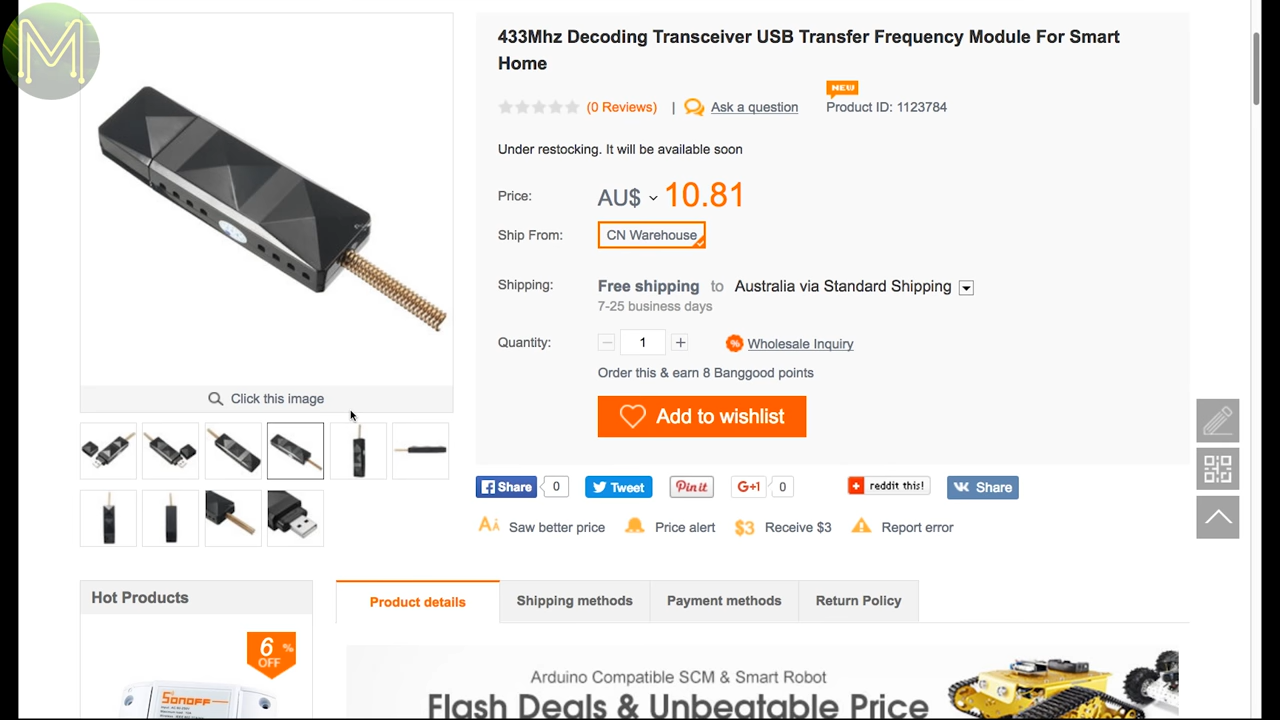 M
433Mhz Decoding Transceiver USB Transfer Frequency Module For Smart
Home
(0 Reviews) | Ask a question
NEW
Product ID: 1123784
Under restocking. It will be available soon
Price: AU$ 10.81
Ship From: CN Warehouse
Shipping: Free shipping to Australia via Standard Shipping
7-25 business days
Quantity: 1 + % Wholesale Inquiry
Order this & earn 8 Banggood points
Click this image
Add to wishlist
f Share 0 Tweet Pin it G+1 0 reddit this! Share
Saw better price Price alert $3 Receive $3 Report error
Hot Products
Product details Shipping methods Payment methods Return Policy
6 %
OFF
SONOFF
Arduino Compatible SCM & Smart Robot
Flash Deals & Unbeatable Price